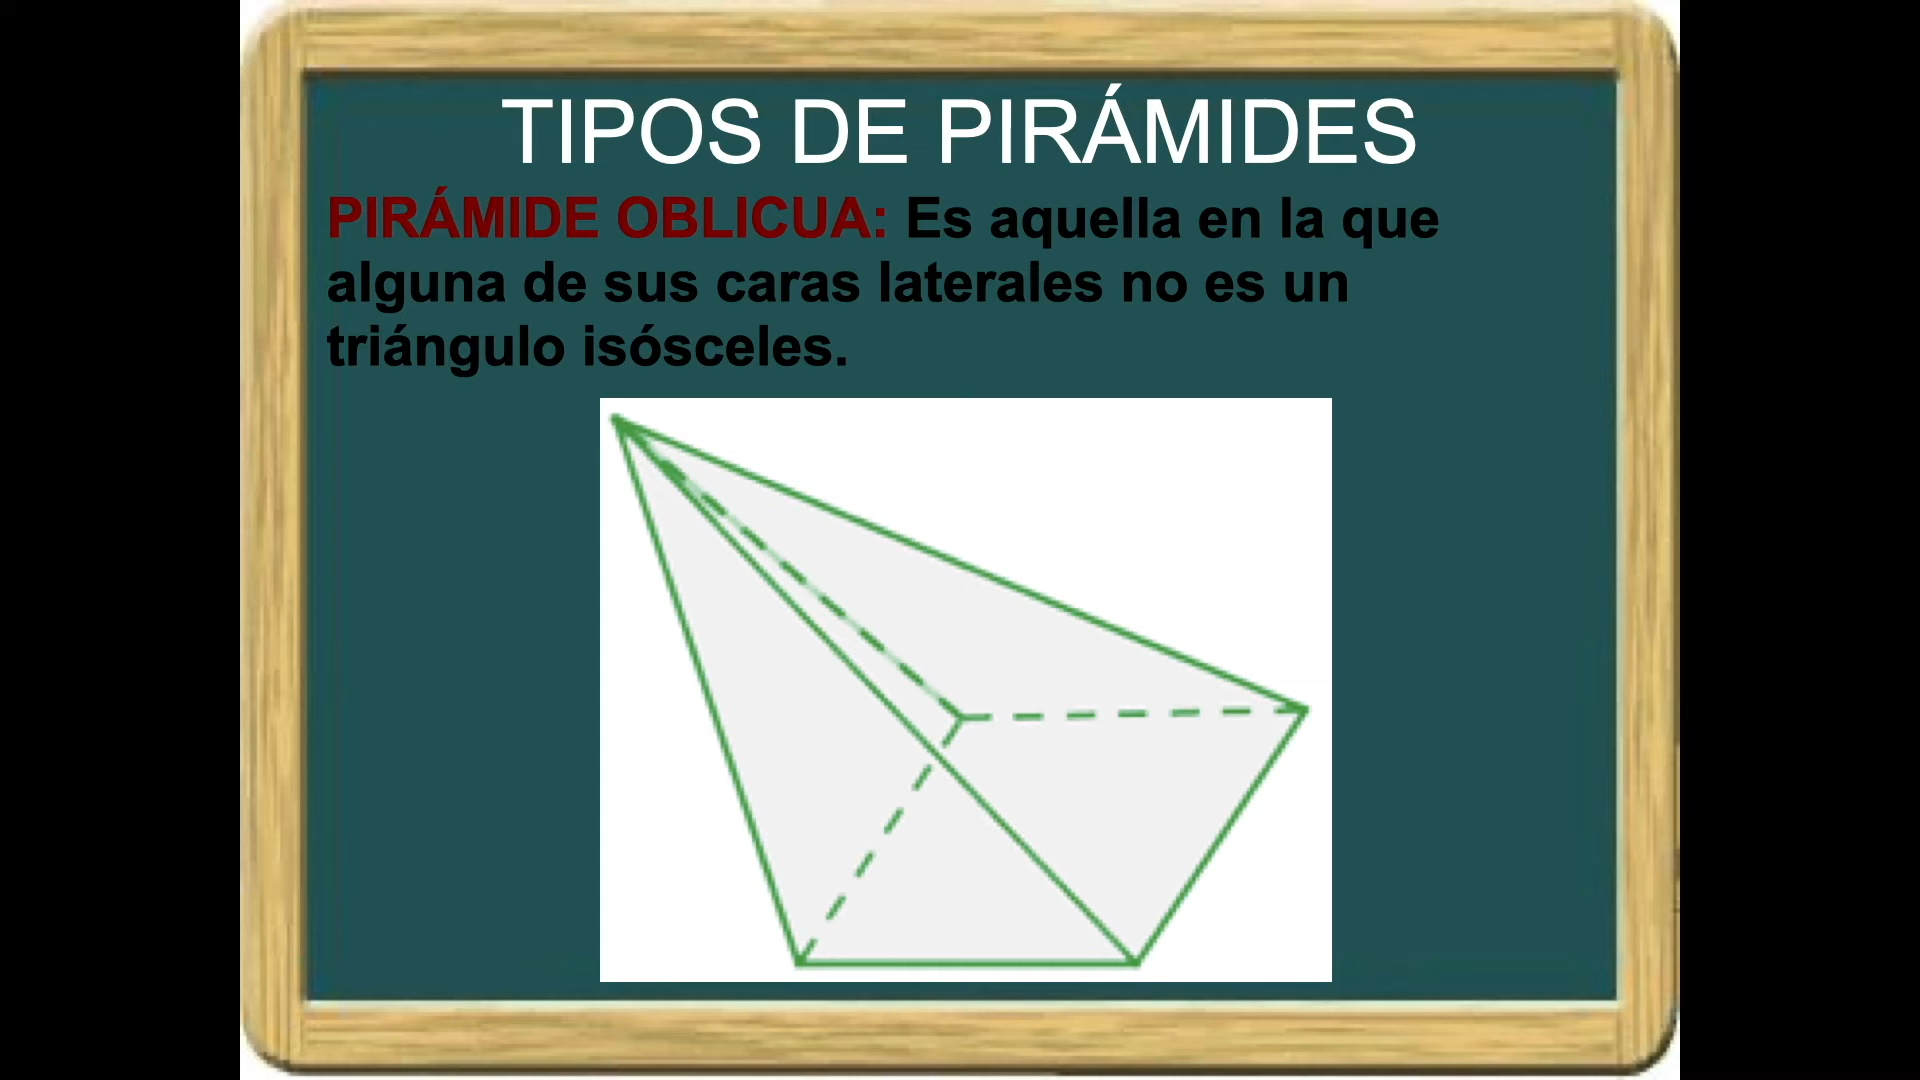 TIPOS DE PIRÁMIDES
PIRÁMIDE OBLICUA: Es aquella en la que
alguna de sus caras laterales no es un
triángulo isósceles.